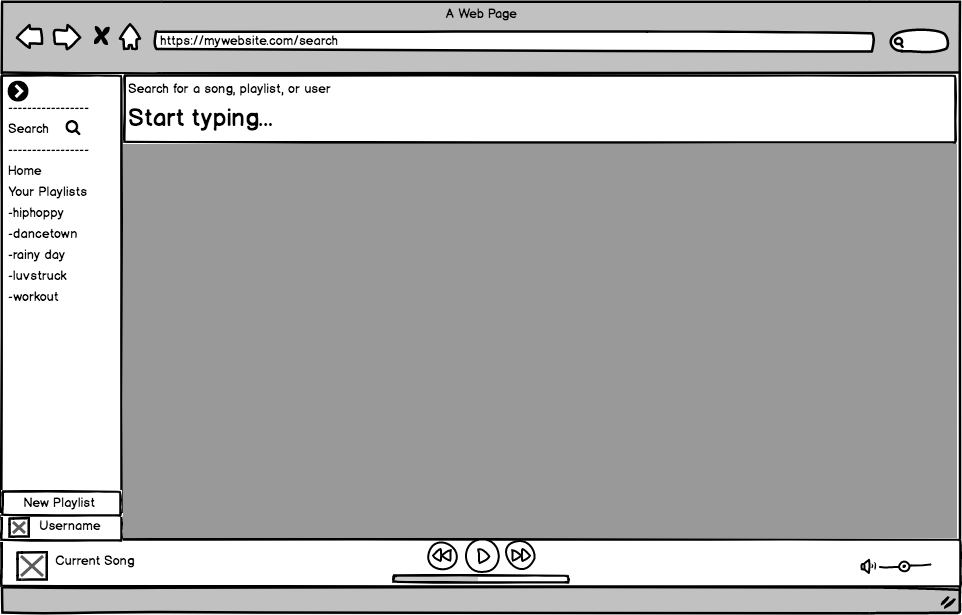 A Web Page
https://mywebsite.com/search
Search for a song, playlist, or user
Start typing...
-----------------
Search
-----------------
Home
Your Playlists
-hiphoppy
-dancetown
-rainy day
-luvstruck
-workout
New Playlist
Username
Current Song